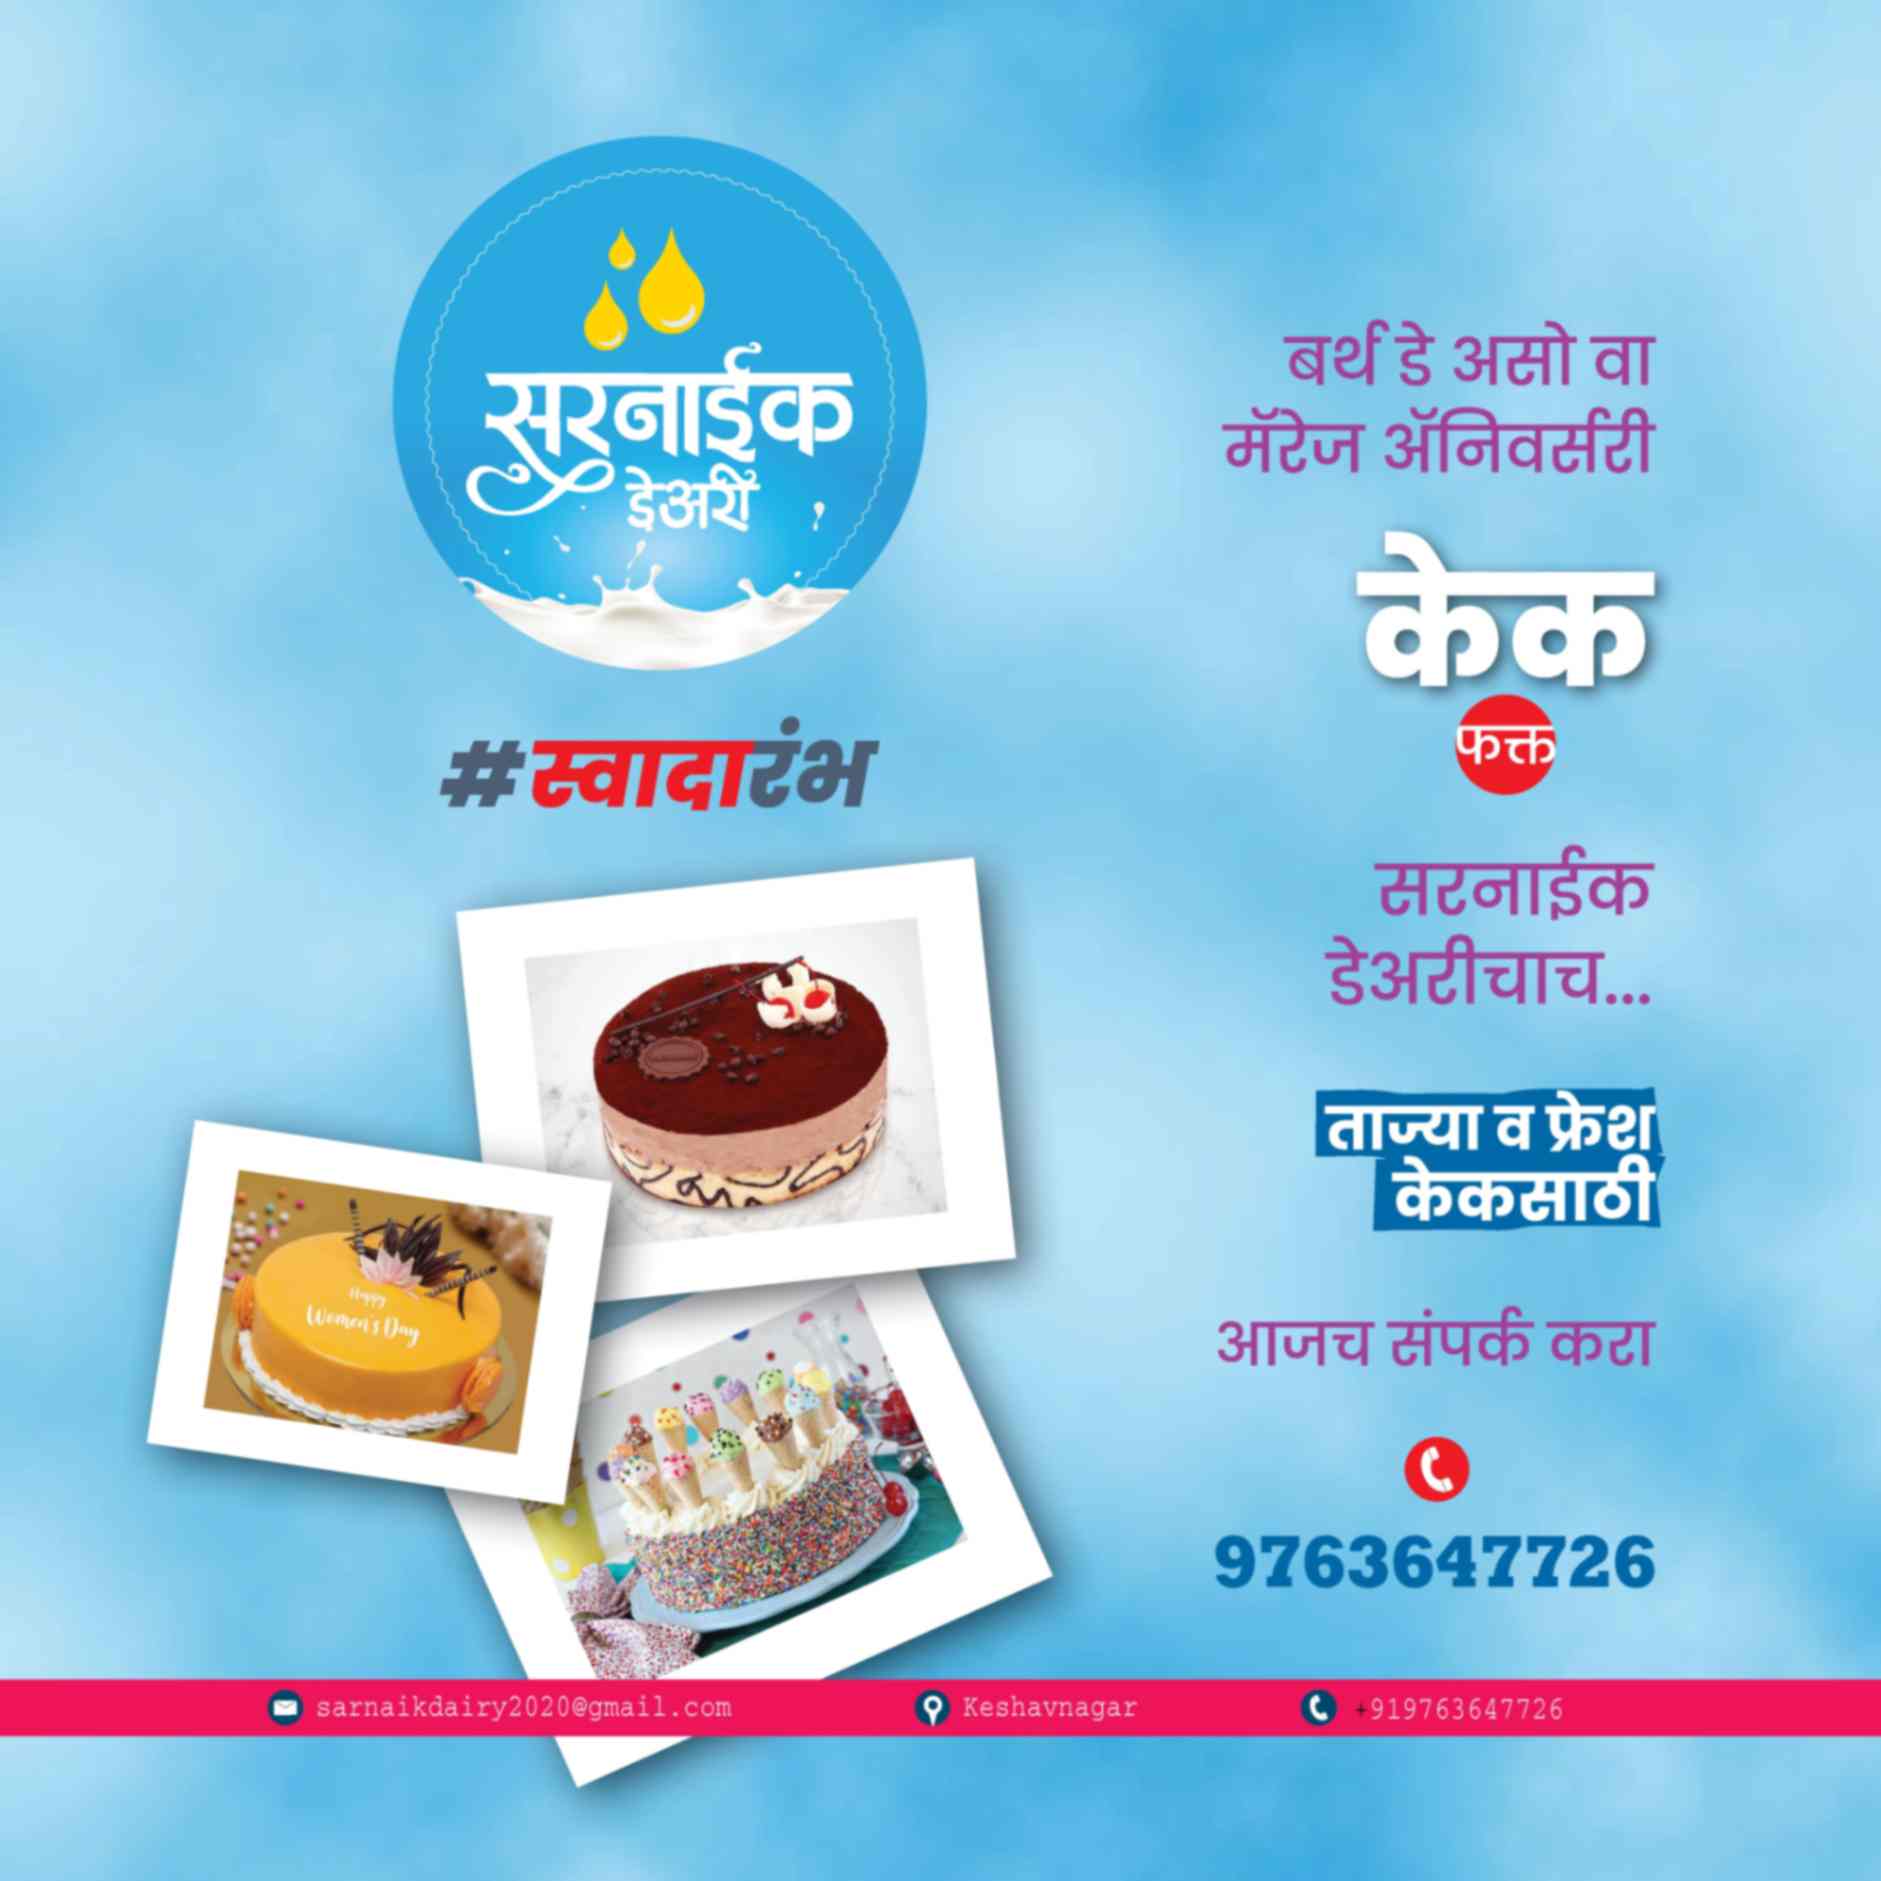 सरनाईक
डेअरी
#स्वादारंभ
बर्थ डे असो वा
मॅरेज ॲनिवर्सरी
केक
फक्त
सरनाईक
डेअरीचाच...
ताज्या व फ्रेश
केकसाठी
आजच संपर्क करा
9763647726
Happy
Women's Day
sarnaikdairy2020@gmail.com
Keshavnagar
+919763647726